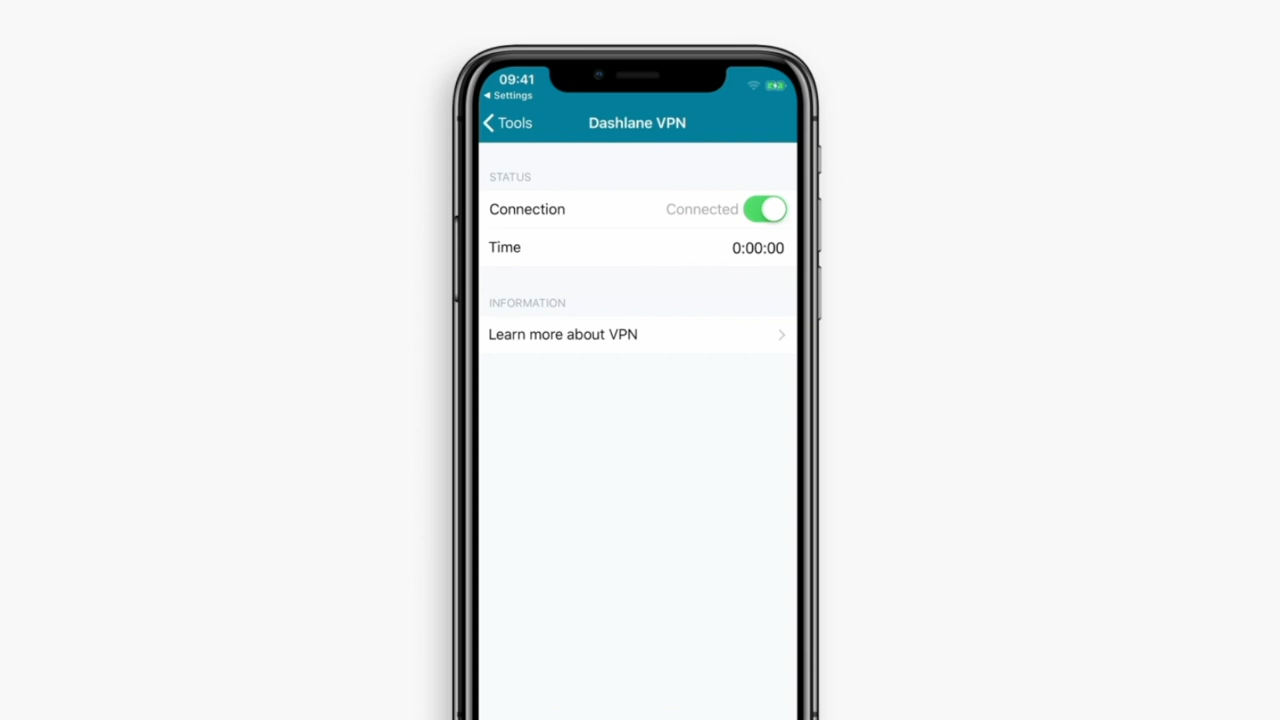 09:41
◀ Settings
Tools
Dashlane VPN
STATUS
Connection Connected
Time 0:00:00
INFORMATION
Learn more about VPN